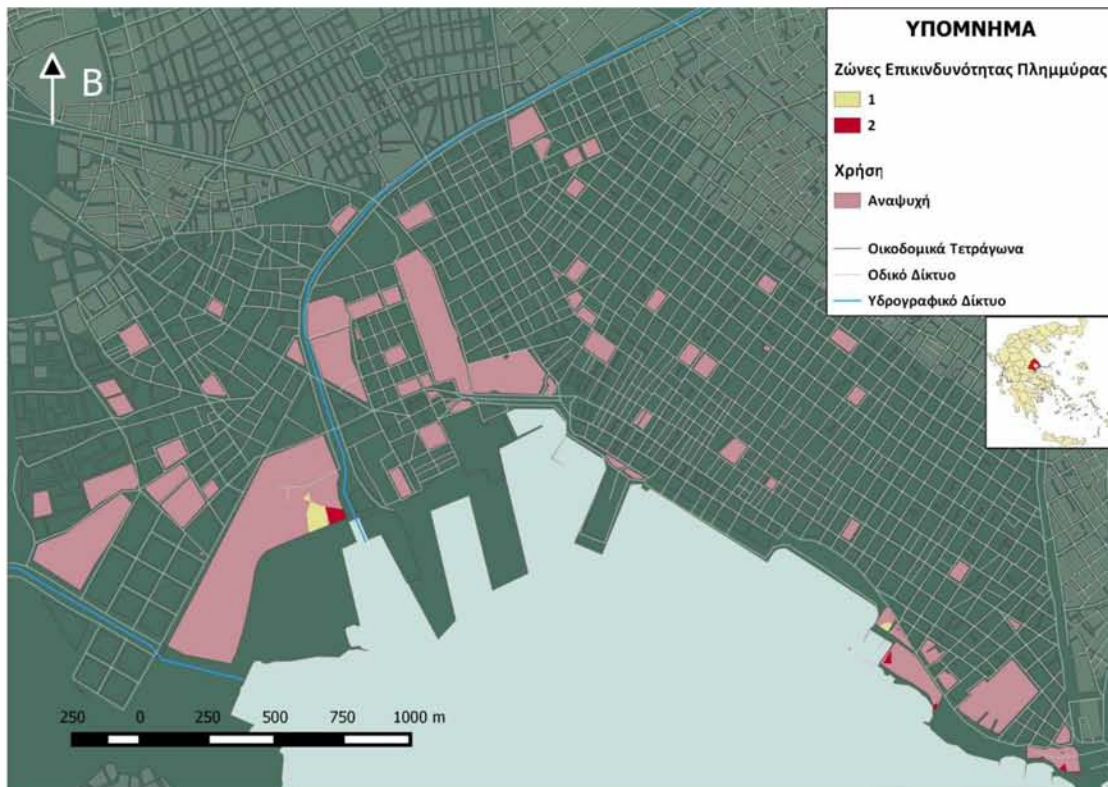 B
ΥΠΟΜΝΗΜΑ
Ζώνες Επικινδυνότητας Πλημμύρας
1
2
Χρήση
Αναψυχή
Οικοδομικά Τετράγωνα
Οδικό Δίκτυο
Υδρογραφικό Δίκτυο
250 0 250 500 750 1000 m